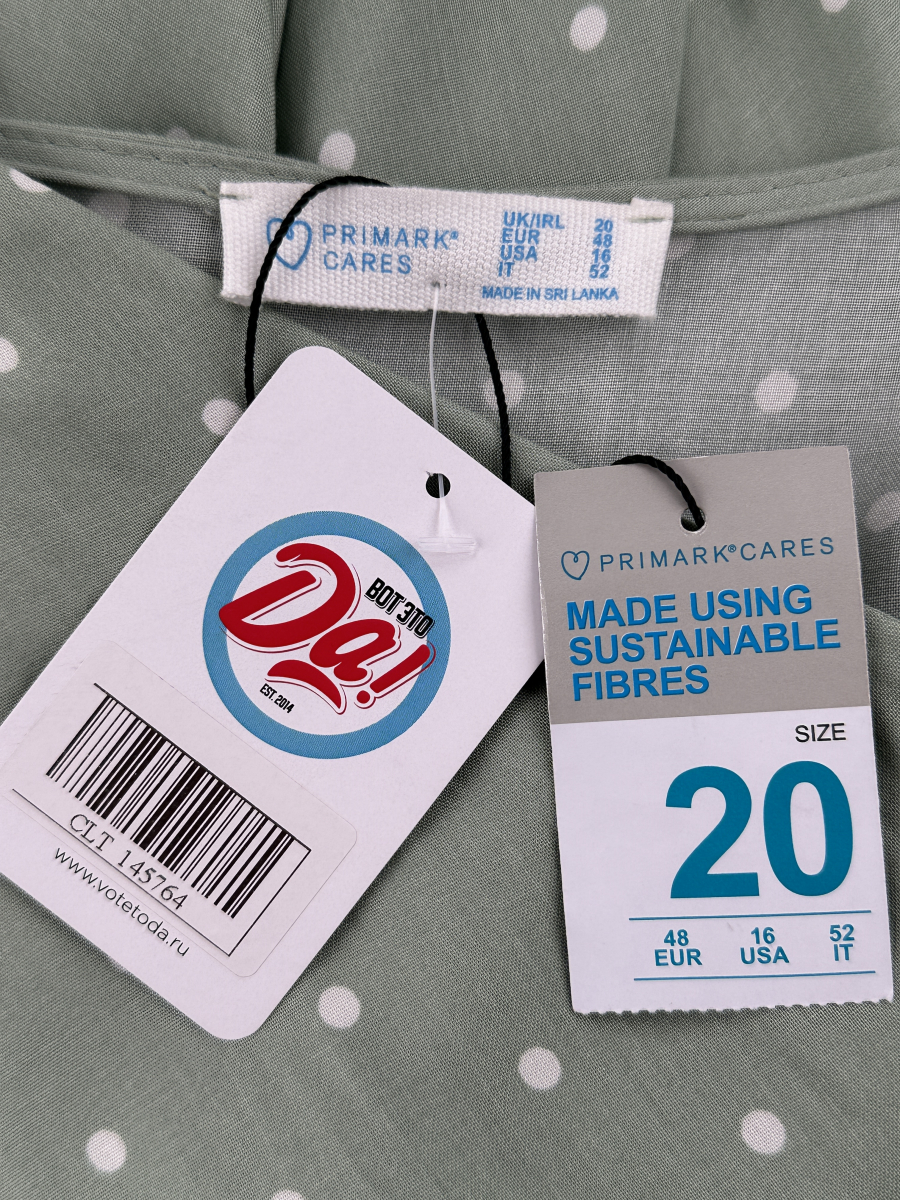 PRIMARK®
CARES
UK/IRL 20
EUR 48
USA 16
IT 52
MADE IN SRI LANKA
ВОТ ЭТО
Да!
EST. 2014
CLT 145764
www.votetoda.ru
PRIMARK® CARES
MADE USING
SUSTAINABLE
FIBRES
SIZE
20
48 16 52
EUR USA IT